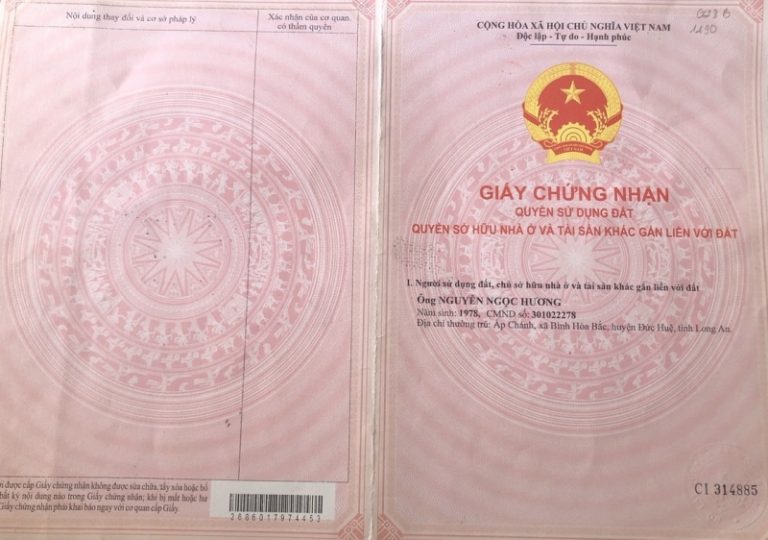 Nội dung thay đổi và cơ sở pháp lý
Xác nhận của cơ quan
có thẩm quyền
được cấp Giấy chứng nhận không được sửa chữa, tẩy xóa hoặc bổ
bất kỳ nội dung nào trong Giấy chứng nhận; khi bị mất hoặc hư
Giấy chứng nhận phải khai báo ngay với cơ quan cấp Giấy.
2686017974453
CỘNG HÒA XÃ HỘI CHỦ NGHĨA VIỆT NAM
Độc lập - Tự do - Hạnh phúc
1190
VIỆT NAM
GIẤY CHỨNG NHẬN
QUYỀN SỬ DỤNG ĐẤT
QUYỀN SỞ HỮU NHÀ Ở VÀ TÀI SẢN KHÁC GẮN LIỀN VỚI ĐẤT
I. Người sử dụng đất, chủ sở hữu nhà ở và tài sản khác gắn liền với đất
Ông NGUYỄN NGỌC HƯƠNG
Năm sinh: 1978, CMND số: 301022278
Địa chỉ thường trú: Ấp Chánh, xã Bình Hòa Bắc, huyện Đức Huệ, tỉnh Long An.
CI 314885